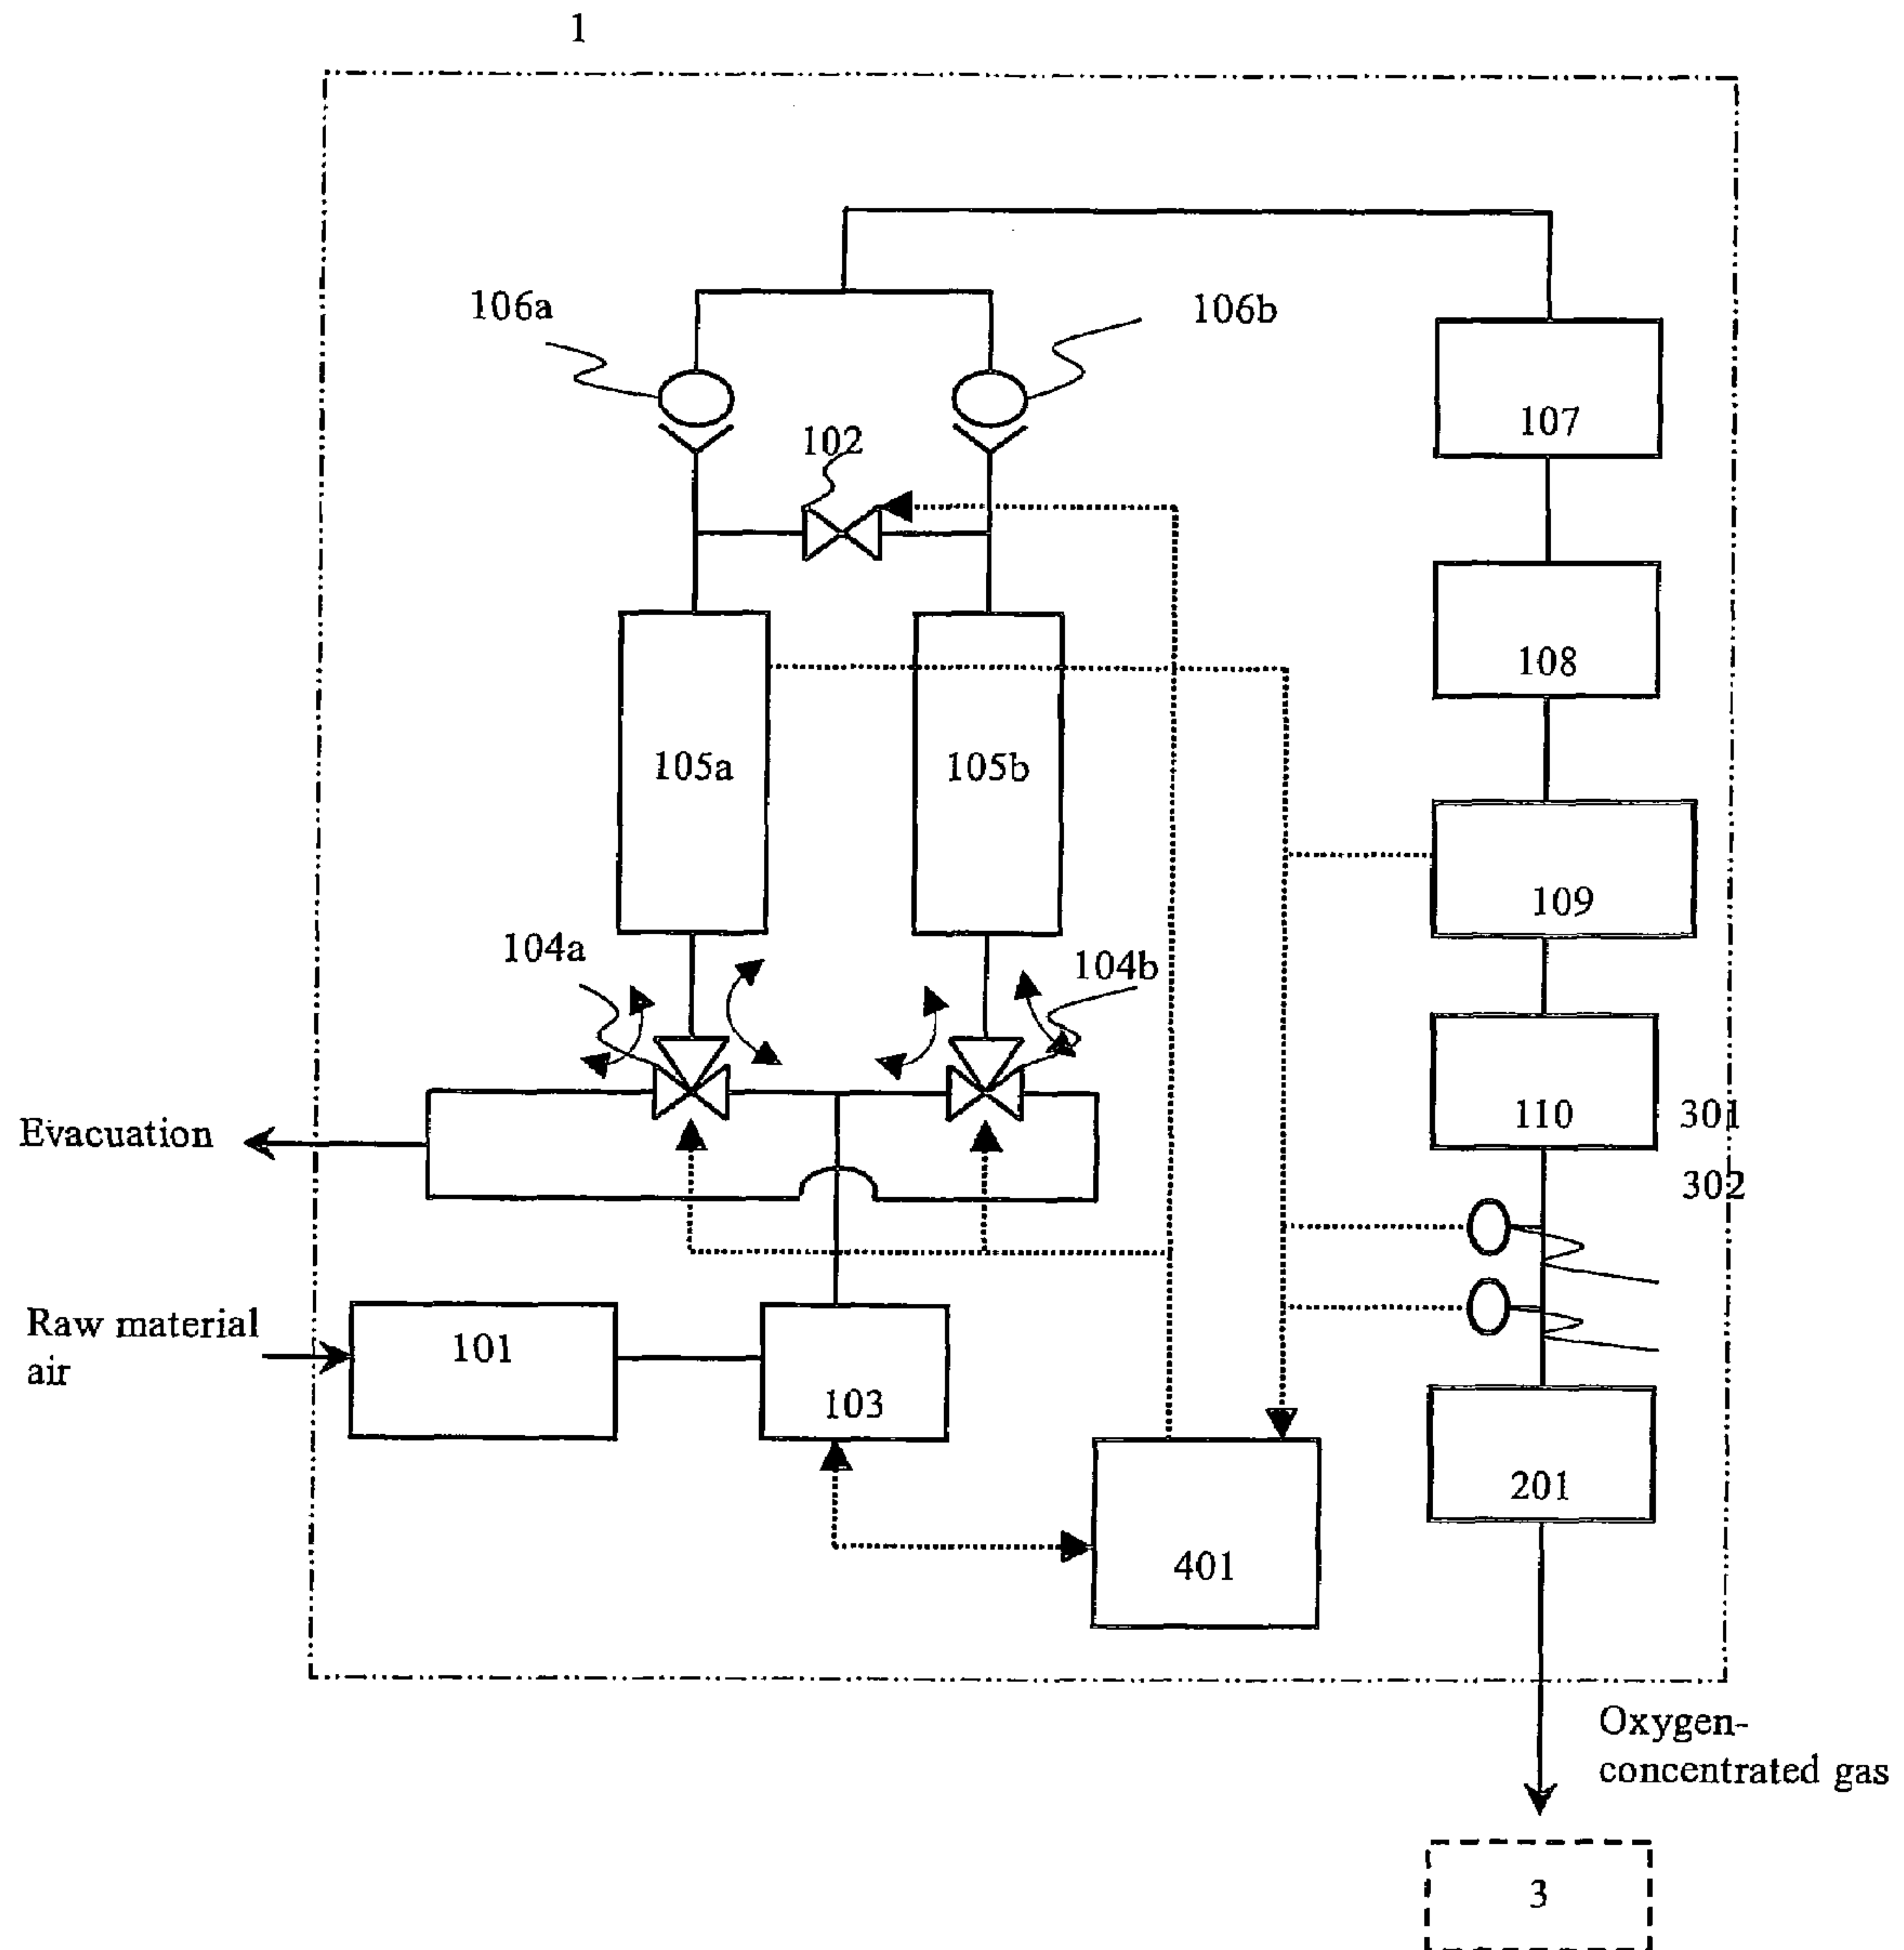 1
106a
106b
102
107
108
105a
105b
109
104a
104b
110
301
302
Evacuation
Raw material
air
101
103
201
401
Oxygen-
concentrated gas
3